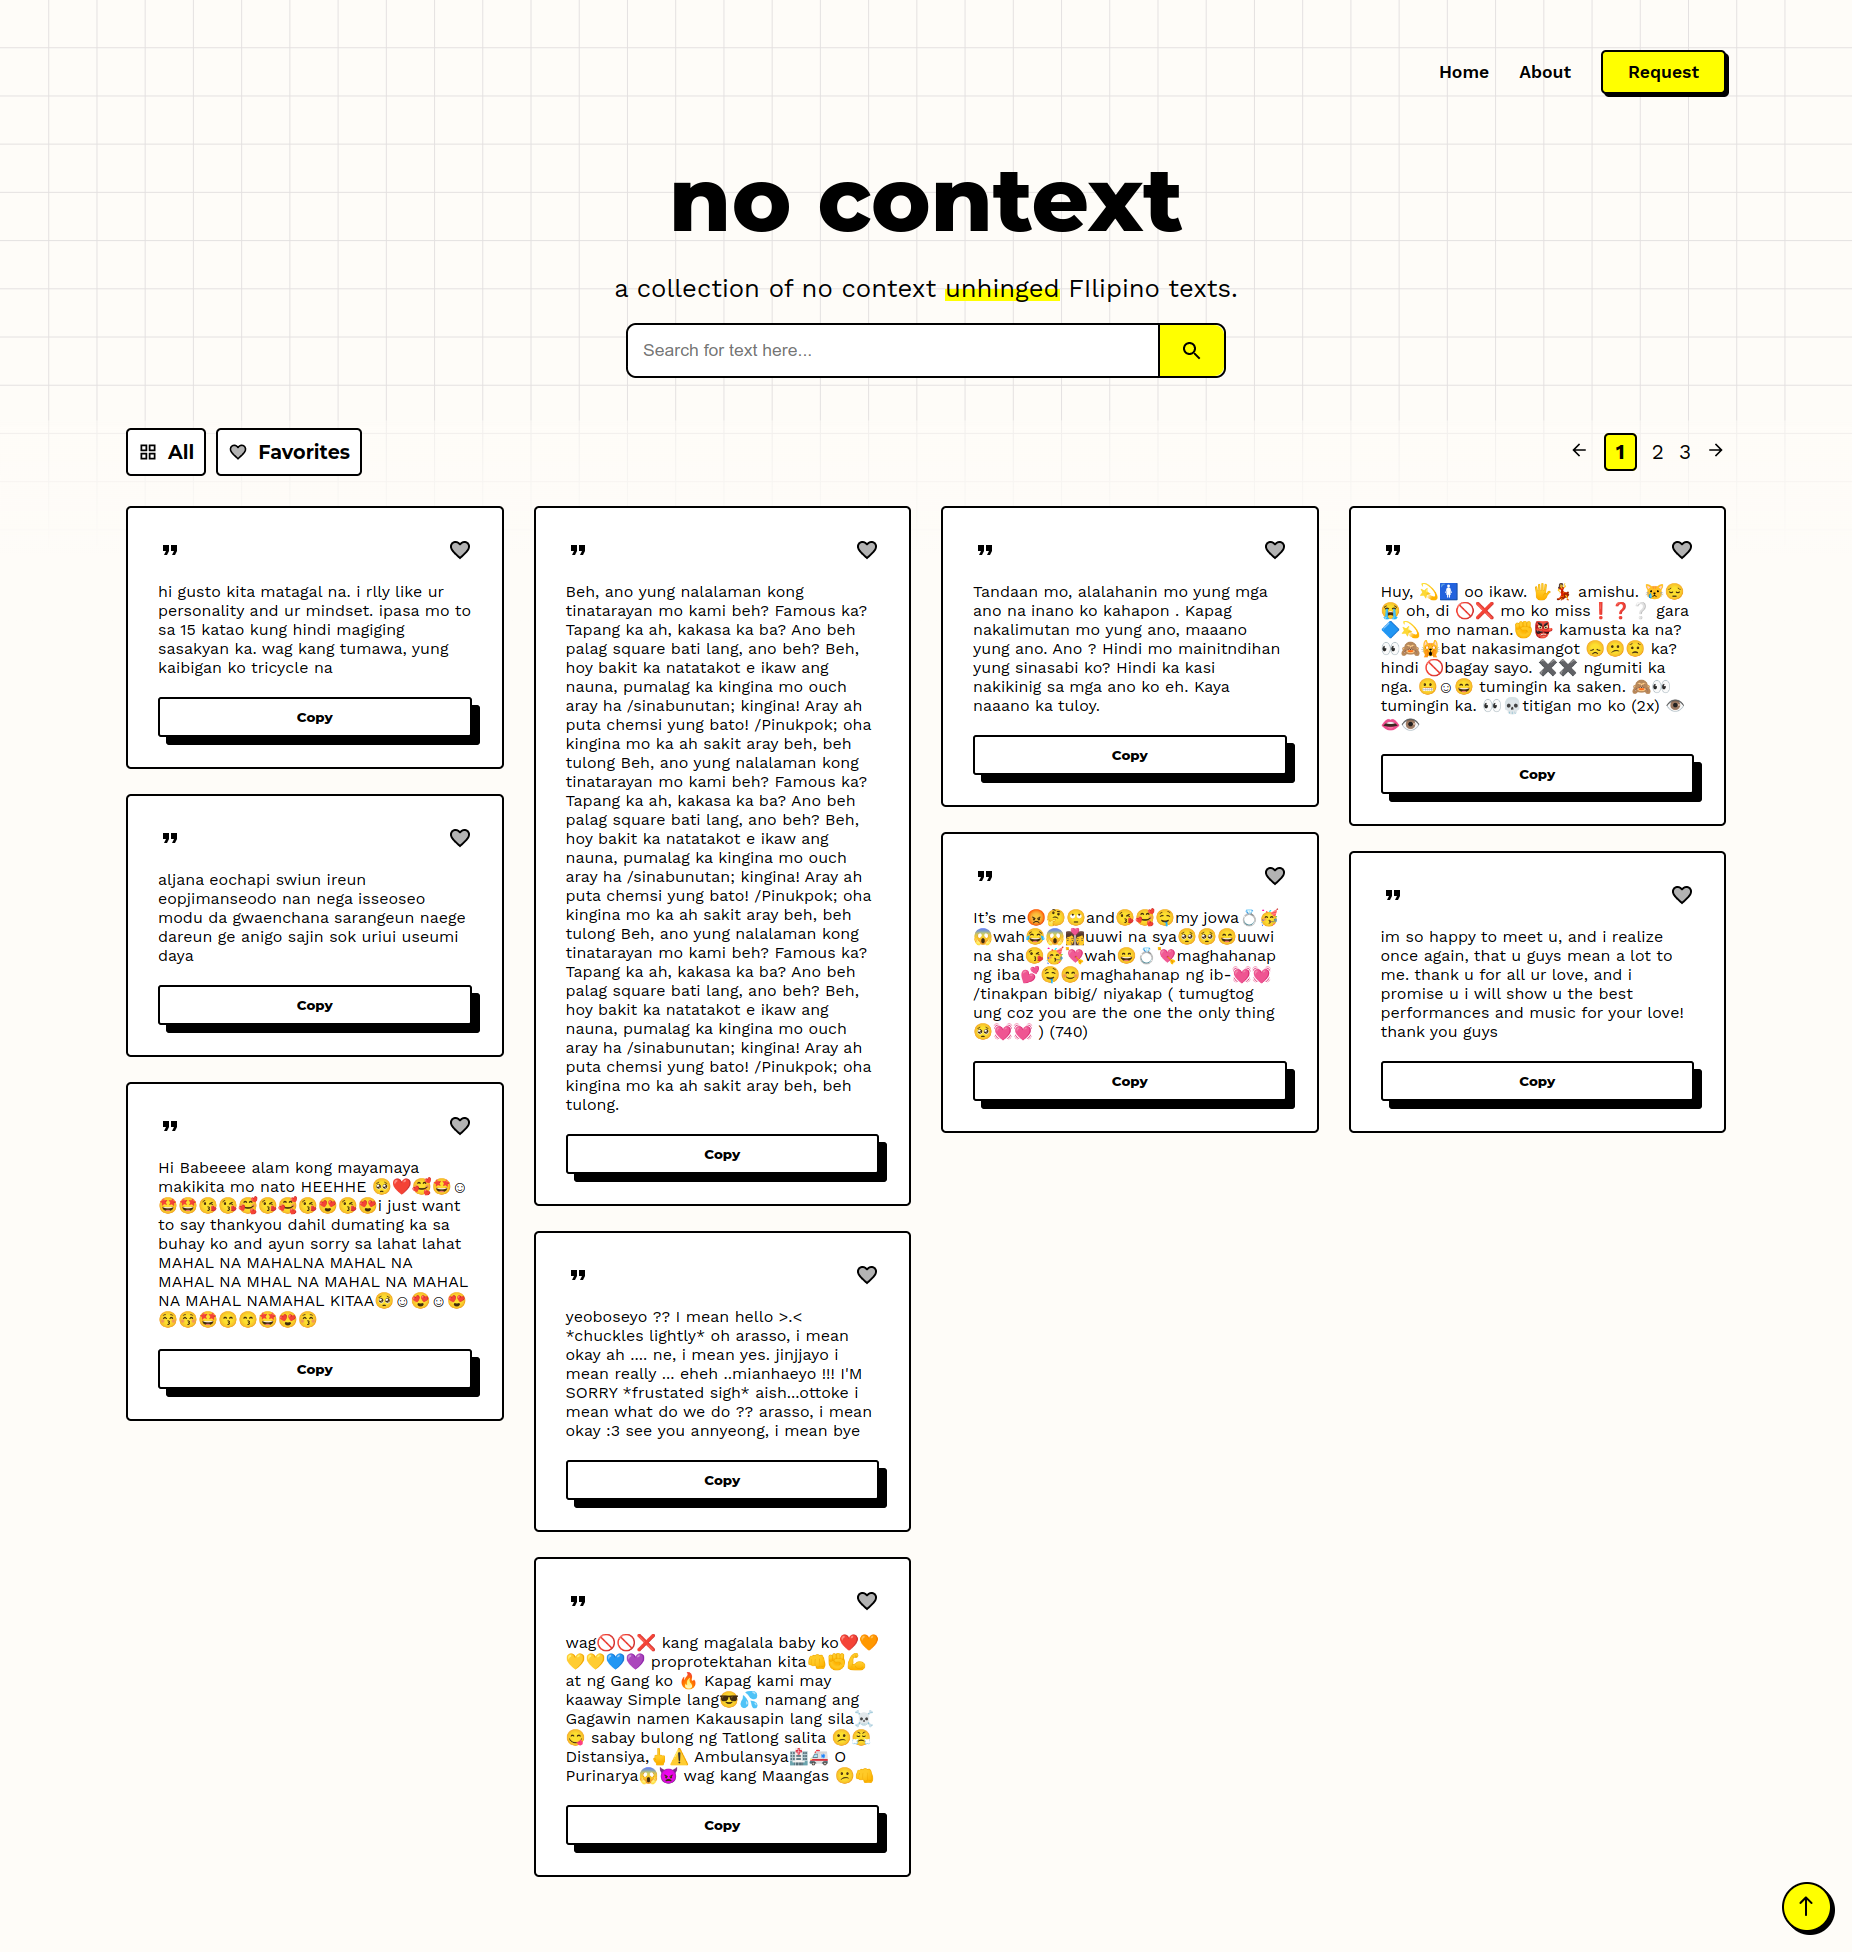 Home About Request
no context
a collection of no context unhinged FIlipino texts.
Search for text here...
All Favorites
1 2 3
hi gusto kita matagal na. i rlly like ur
personality and ur mindset. ipasa mo to
sa 15 katao kung hindi magiging
sasakyan ka. wag kang tumawa, yung
kaibigan ko tricycle na
Copy
aljana eochapi swiun ireun
eopjimanseodo nan nega isseoseo
modu da gwaenchana sarangeun naege
dareun ge anigo sajin sok uriui useumi
daya
Copy
Hi Babeeee alam kong mayamaya
makikita mo nato HEEHHE 🥺❤️🥰🤩☺
🤩🤩😘😘🥰😘🥰😘😍😘😍i just want
to say thankyou dahil dumating ka sa
buhay ko and ayun sorry sa lahat lahat
MAHAL NA MAHALNA MAHAL NA
MAHAL NA MHAL NA MAHAL NA MAHAL
NA MAHAL NAMAHAL KITAA🥺☺😍☺😍
😚😚🤩😙😙🤩😍😚
Copy
Beh, ano yung nalalaman kong
tinatarayan mo kami beh? Famous ka?
Tapang ka ah, kakasa ka ba? Ano beh
palag square bati lang, ano beh? Beh,
hoy bakit ka natatakot e ikaw ang
nauna, pumalag ka kingina mo ouch
aray ha /sinabunutan; kingina! Aray ah
puta chemsi yung bato! /Pinukpok; oha
kingina mo ka ah sakit aray beh, beh
tulong Beh, ano yung nalalaman kong
tinatarayan mo kami beh? Famous ka?
Tapang ka ah, kakasa ka ba? Ano beh
palag square bati lang, ano beh? Beh,
hoy bakit ka natatakot e ikaw ang
nauna, pumalag ka kingina mo ouch
aray ha /sinabunutan; kingina! Aray ah
puta chemsi yung bato! /Pinukpok; oha
kingina mo ka ah sakit aray beh, beh
tulong Beh, ano yung nalalaman kong
tinatarayan mo kami beh? Famous ka?
Tapang ka ah, kakasa ka ba? Ano beh
palag square bati lang, ano beh? Beh,
hoy bakit ka natatakot e ikaw ang
nauna, pumalag ka kingina mo ouch
aray ha /sinabunutan; kingina! Aray ah
puta chemsi yung bato! /Pinukpok; oha
kingina mo ka ah sakit aray beh, beh
tulong.
Copy
yeoboseyo ?? I mean hello >.<
*chuckles lightly* oh arasso, i mean
okay ah .... ne, i mean yes. jinjjayo i
mean really ... eheh ..mianhaeyo !!! I'M
SORRY *frustated sigh* aish...ottoke i
mean what do we do ?? arasso, i mean
okay :3 see you annyeong, i mean bye
Copy
wag🚫🚫❌ kang magalala baby ko❤️🧡
💛💛💙💜 proprotektahan kita👊✊💪
at ng Gang ko 🔥 Kapag kami may
kaaway Simple lang😎💦 namang ang
Gagawin namen Kakausapin lang sila☠️
😋 sabay bulong ng Tatlong salita 😕😤
Distansiya,🖕⚠️ Ambulansya🏥🚑 O
Purinarya😱👿 wag kang Maangas 😕👊
Copy
Tandaan mo, alalahanin mo yung mga
ano na inano ko kahapon . Kapag
nakalimutan mo yung ano, maaano
yung ano. Ano ? Hindi mo mainitndihan
yung sinasabi ko? Hindi ka kasi
nakikinig sa mga ano ko eh. Kaya
naaano ka tuloy.
Copy
It’s me😡🤔🙄and😘🥰🤤my jowa💍🥳
😱wah😂😱👩‍❤️‍💋‍👩uuwi na sya🥺🥺😄uuwi
na sha😘🥳💘wah😄💍💘maghahanap
ng iba💕🤤😊maghahanap ng ib-💓💓
/tinakpan bibig/ niyakap ( tumugtog
ung coz you are the one the only thing
🥺💓💓 ) (740)
Copy
Huy, 💫🚺 oo ikaw. 🖐💃 amishu. 😿😔
😭 oh, di 🚫❌ mo ko miss❗❓❔ gara
🔷💫 mo naman.✊👺 kamusta ka na?
👀🙈🙀bat nakasimangot 😞😕😟 ka?
hindi 🚫bagay sayo. ✖️✖️ ngumiti ka
nga. 😬☺😄 tumingin ka saken. 🙈👀
tumingin ka. 👀💀titigan mo ko (2x) 👁
👄👁
Copy
im so happy to meet u, and i realize
once again, that u guys mean a lot to
me. thank u for all ur love, and i
promise u i will show u the best
performances and music for your love!
thank you guys
Copy